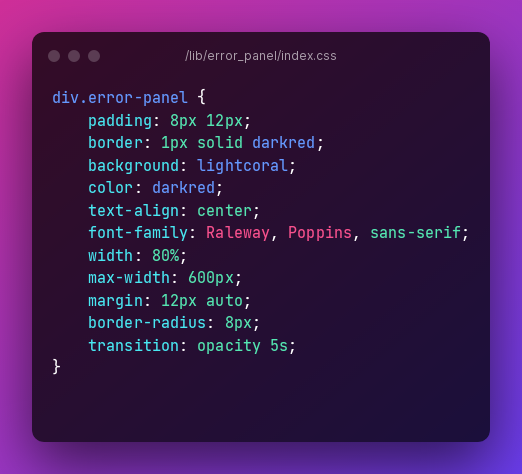 /lib/error_panel/index.css
div.error-panel {
    padding: 8px 12px;
    border: 1px solid darkred;
    background: lightcoral;
    color: darkred;
    text-align: center;
    font-family: Raleway, Poppins, sans-serif;
    width: 80%;
    max-width: 600px;
    margin: 12px auto;
    border-radius: 8px;
    transition: opacity 5s;
}